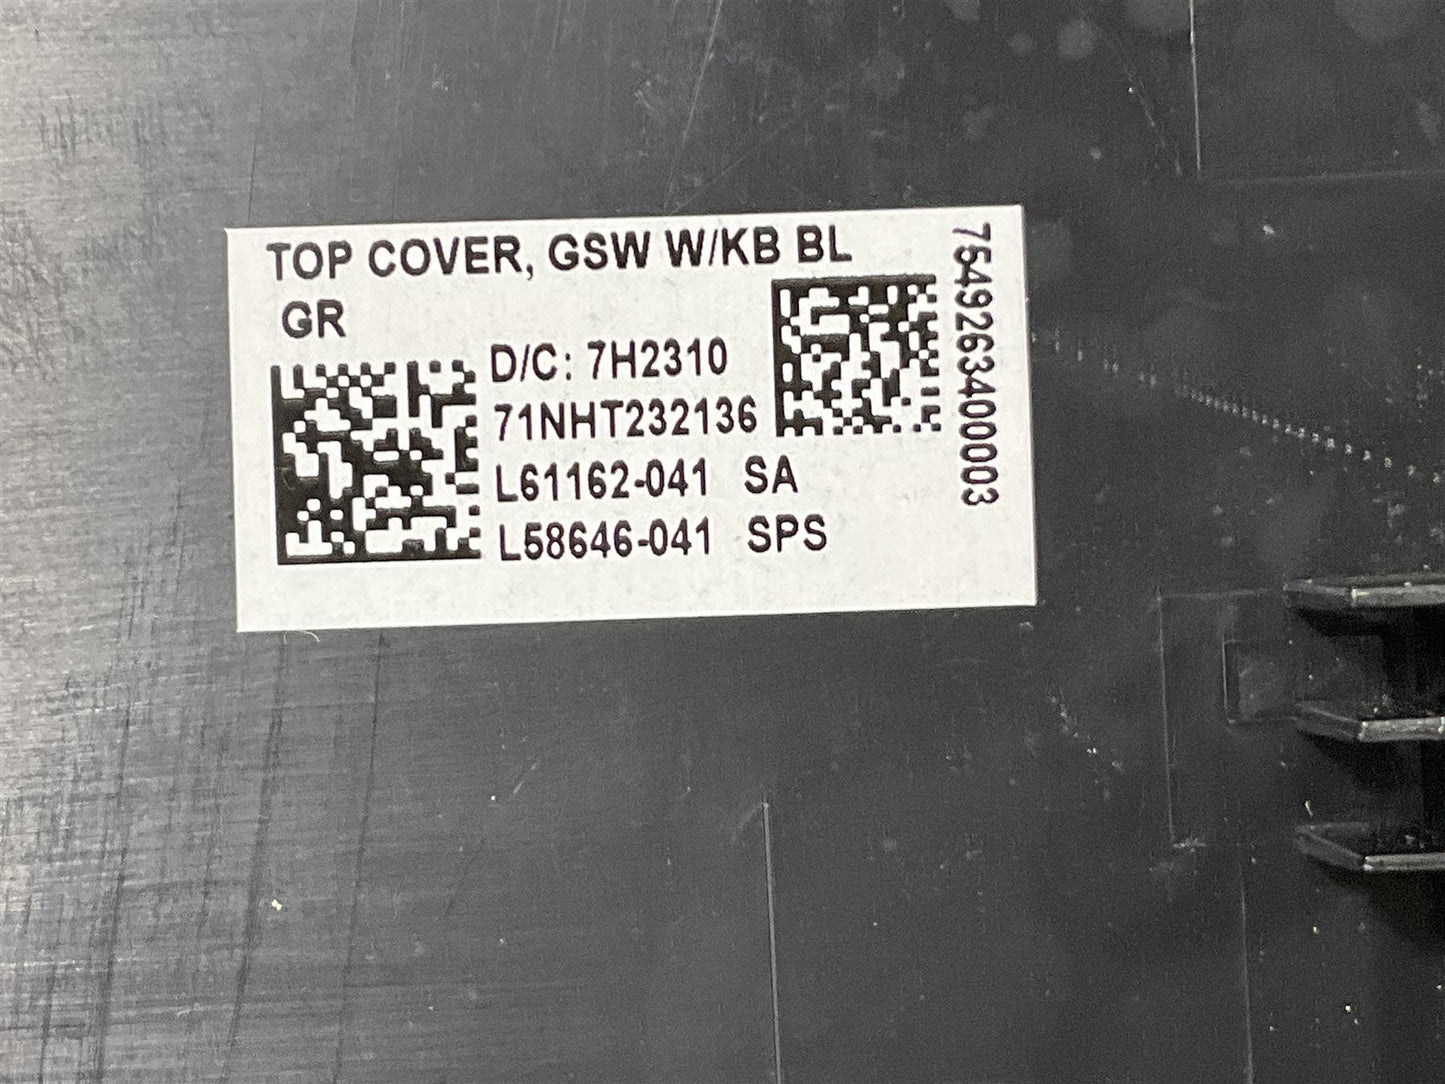 TOP COVER, GSW W/KB BL
GR
D/C: 7H2310
71NHT232136
L61162-041 SA
L58646-041 SPS
7549263400003